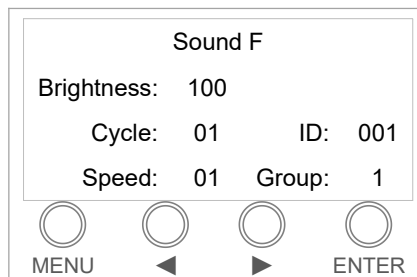 Sound F
Brightness: 100
Cycle: 01 ID: 001
Speed: 01 Group: 1
MENU ◀ ▶ ENTER